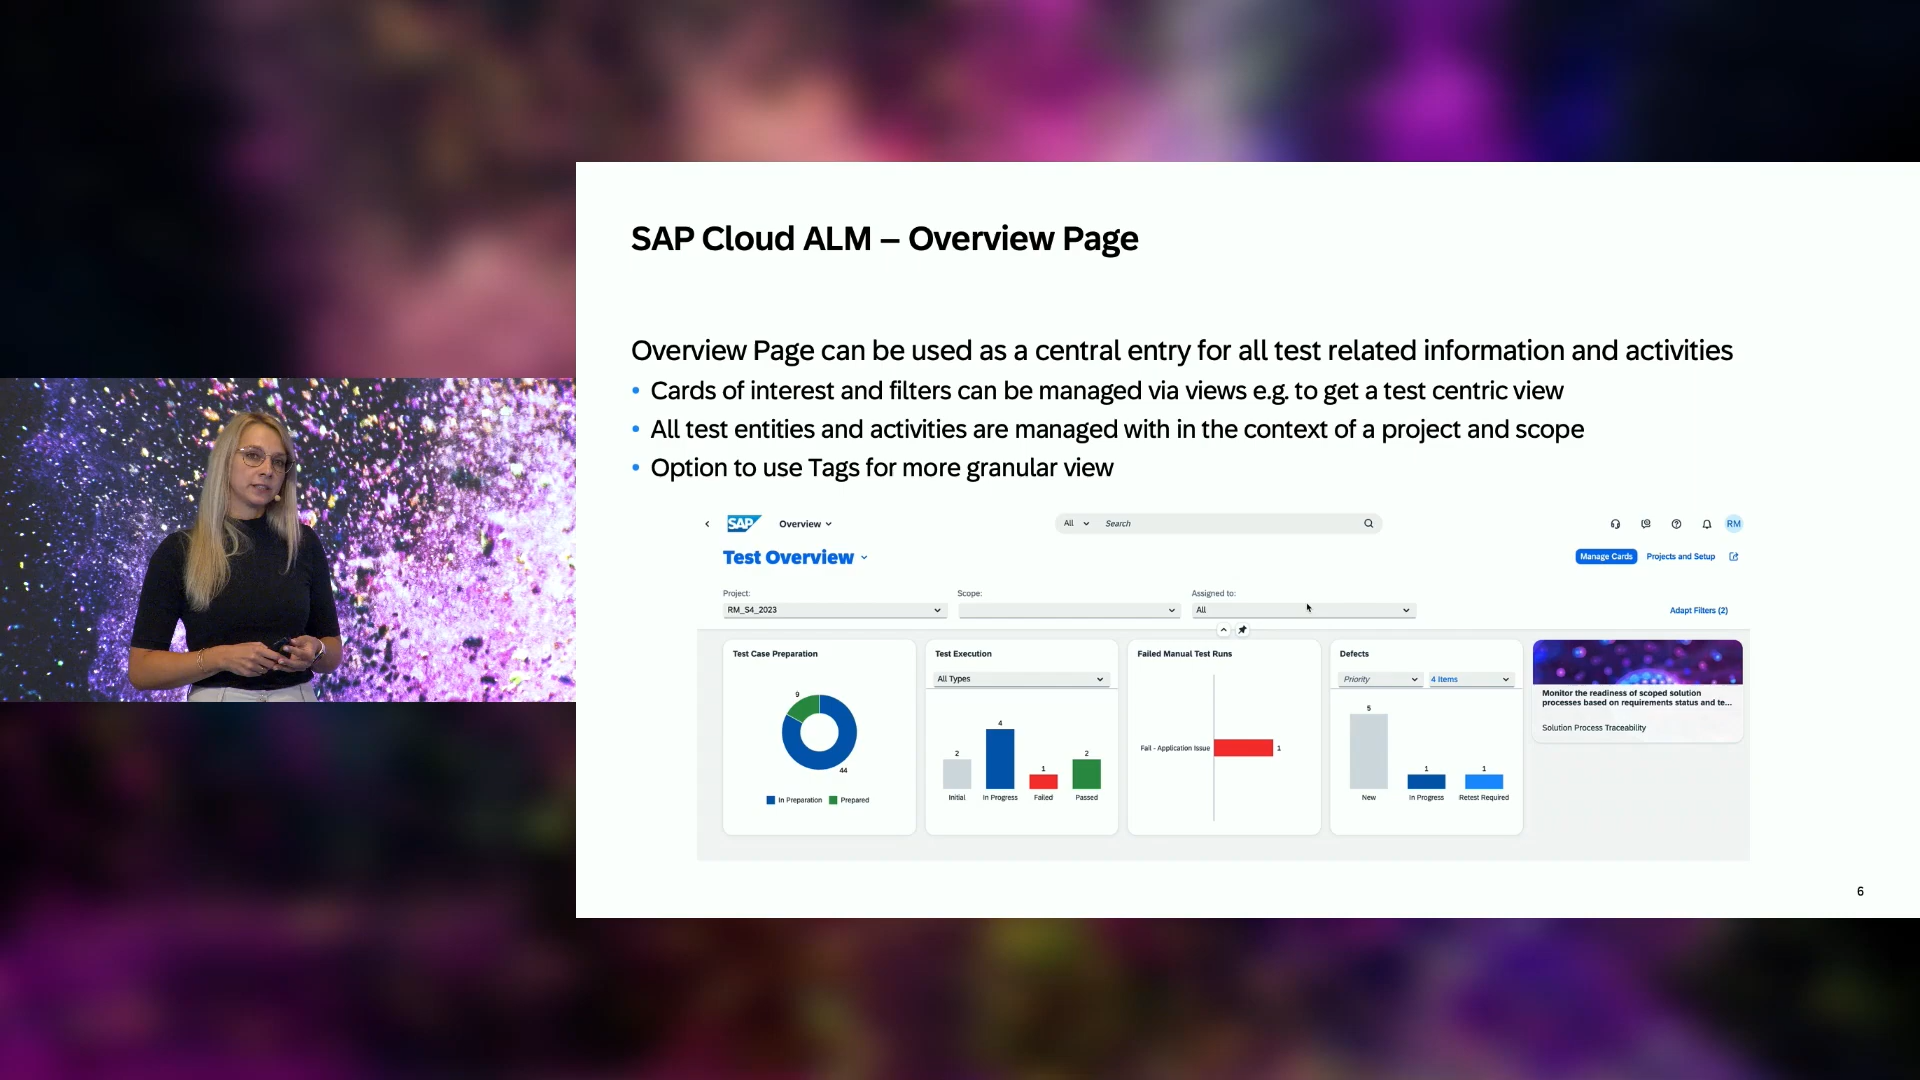 SAP Cloud ALM – Overview Page
Overview Page can be used as a central entry for all test related information and activities
• Cards of interest and filters can be managed via views e.g. to get a test centric view
• All test entities and activities are managed with in the context of a project and scope
• Option to use Tags for more granular view
SAP Overview All Search RM
Test Overview Manage Cards Projects and Setup
Project: Scope: Assigned to:
RM_S4_2023 All Adapt Filters (2)
Test Case Preparation
9
44
In Preparation Prepared
Test Execution
All Types
2 4 1 2
Initial In Progress Failed Passed
Failed Manual Test Runs
Fail - Application Issue 1
Defects
Priority 4 Items
5 1 1
New In Progress Retest Required
Monitor the readiness of scoped solution
processes based on requirements status and te...
Solution Process Traceability
6